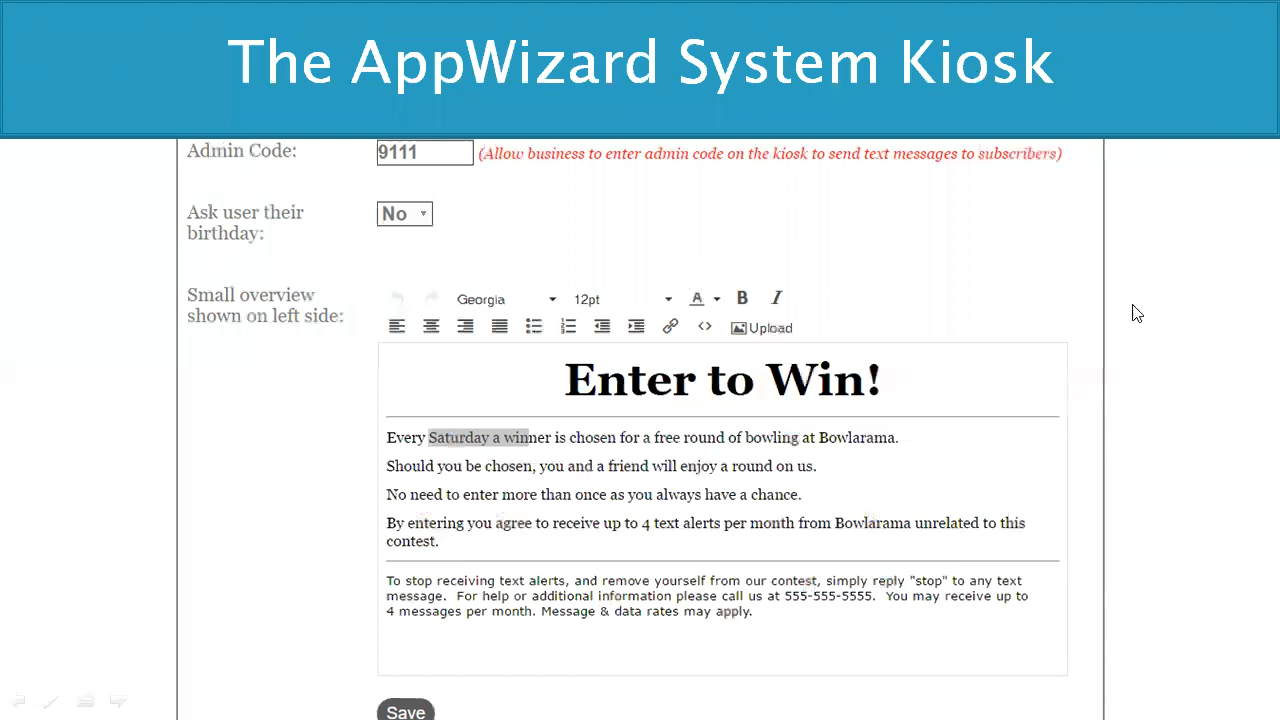 The AppWizard System Kiosk
Admin Code:
9111
(Allow business to enter admin code on the kiosk to send text messages to subscribers)
Ask user their
birthday:
No
Small overview
shown on left side:
Georgia
12pt
A
B
I
Upload
Enter to Win!
Every Saturday a winner is chosen for a free round of bowling at Bowlarama.
Should you be chosen, you and a friend will enjoy a round on us.
No need to enter more than once as you always have a chance.
By entering you agree to receive up to 4 text alerts per month from Bowlarama unrelated to this
contest.
To stop receiving text alerts, and remove yourself from our contest, simply reply "stop" to any text
message.  For help or additional information please call us at 555-555-5555.  You may receive up to
4 messages per month. Message & data rates may apply.
Save